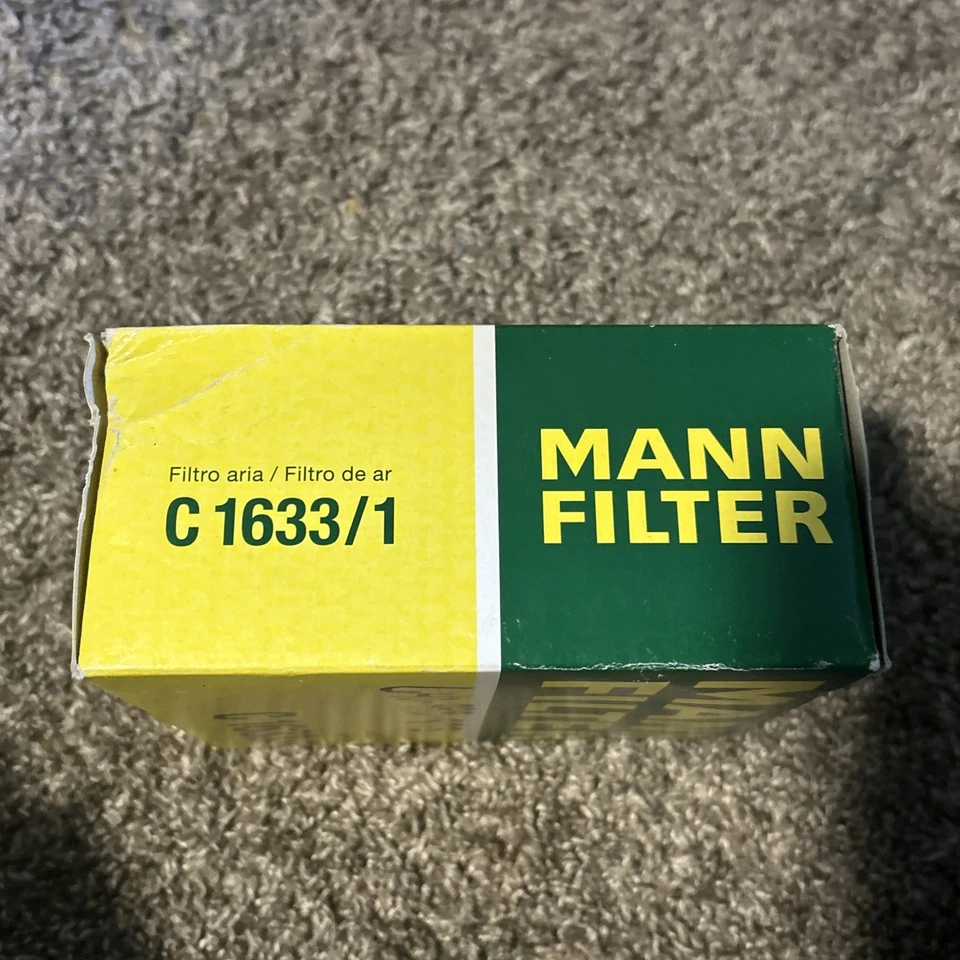 Filtro aria / Filtro de ar
C 1633/1
MANN
FILTER